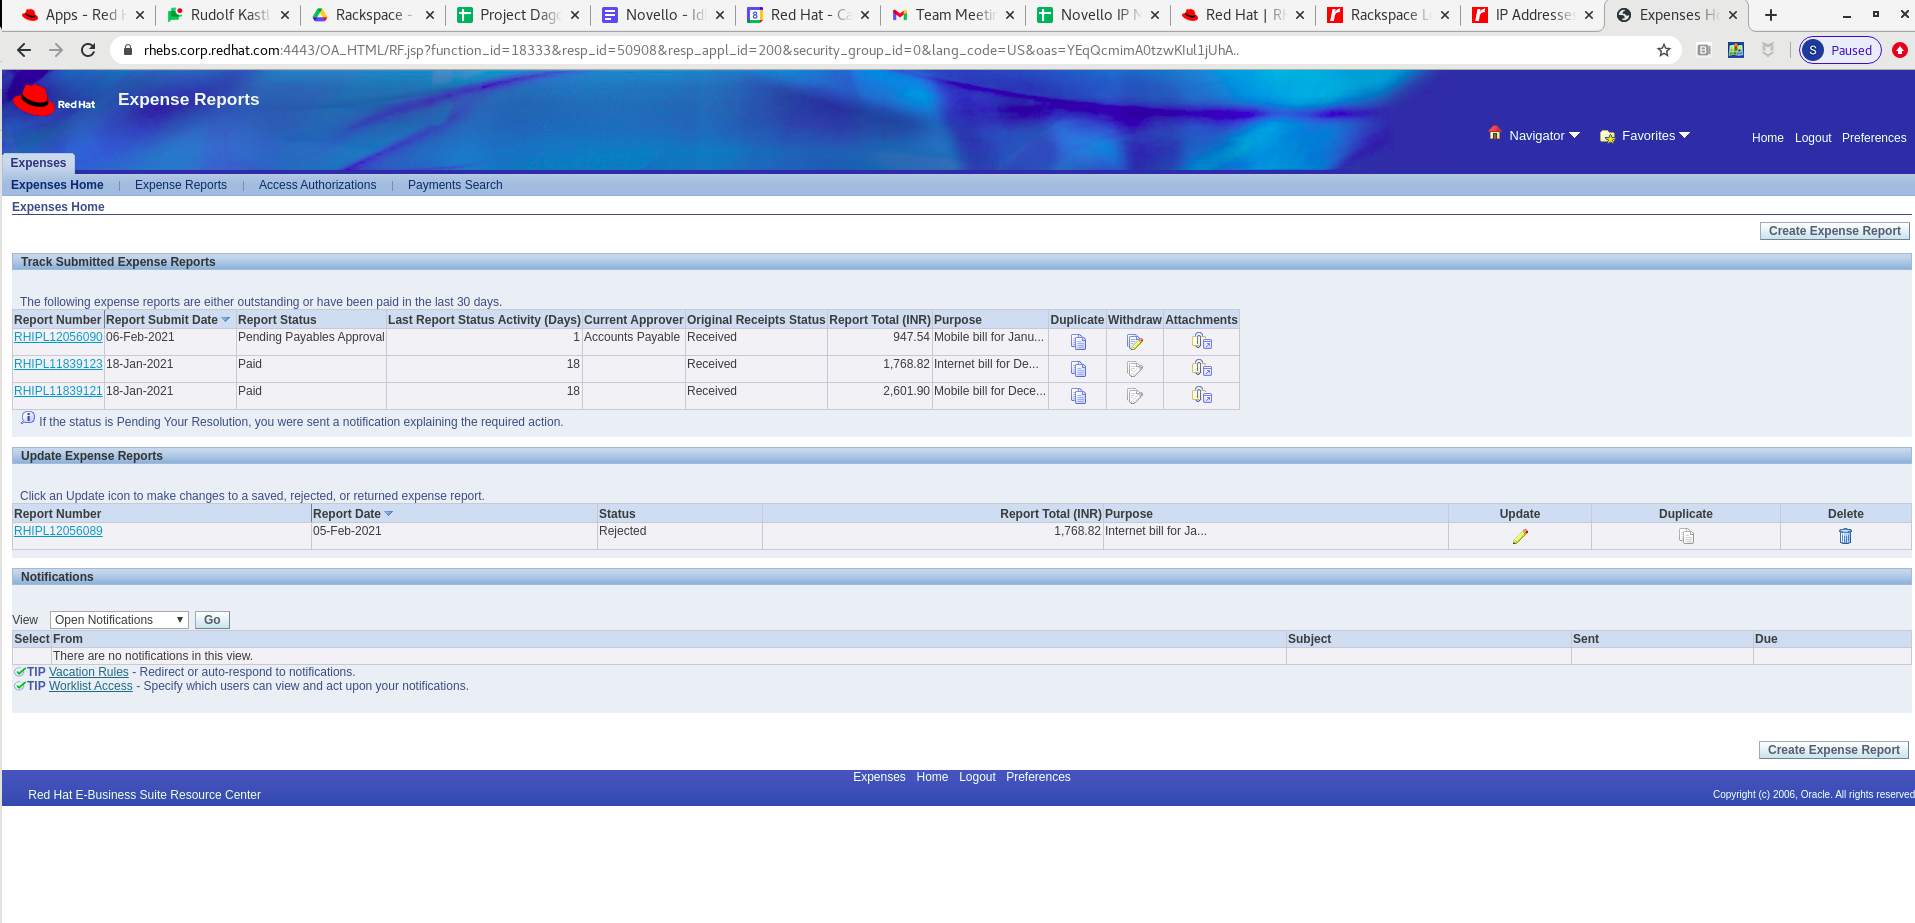 Apps - Red H
Rudolf Kastl
Rackspace -
Project Dago
Novello - Id
Red Hat - Ca
Team Meetin
Novello IP M
Red Hat | R
Rackspace L
IP Addresses
Expenses H
rhebs.corp.redhat.com:4443/OA_HTML/RF.jsp?function_id=18333&resp_id=50908&resp_appl_id=200&security_group_id=0&lang_code=US&oas=YEqQcmimA0tzwKIul1jUhA..
S Paused
Red Hat
Expense Reports
Navigator Favorites Home Logout Preferences
Expenses
Expenses Home | Expense Reports | Access Authorizations | Payments Search
Expenses Home
Create Expense Report
Track Submitted Expense Reports
The following expense reports are either outstanding or have been paid in the last 30 days.
Report Number Report Submit Date Report Status Last Report Status Activity (Days) Current Approver Original Receipts Status Report Total (INR) Purpose Duplicate Withdraw Attachments
RHIPL12056090 06-Feb-2021 Pending Payables Approval 1 Accounts Payable Received 947.54 Mobile bill for Janu...
RHIPL11839123 18-Jan-2021 Paid 18 Received 1,768.82 Internet bill for De...
RHIPL11839121 18-Jan-2021 Paid 18 Received 2,601.90 Mobile bill for Dece...
If the status is Pending Your Resolution, you were sent a notification explaining the required action.
Update Expense Reports
Click an Update icon to make changes to a saved, rejected, or returned expense report.
Report Number Report Date Status Report Total (INR) Purpose Update Duplicate Delete
RHIPL12056089 05-Feb-2021 Rejected 1,768.82 Internet bill for Ja...
Notifications
View Open Notifications Go
Select From Subject Sent Due
There are no notifications in this view.
TIP Vacation Rules - Redirect or auto-respond to notifications.
TIP Worklist Access - Specify which users can view and act upon your notifications.
Create Expense Report
Expenses Home Logout Preferences
Red Hat E-Business Suite Resource Center
Copyright (c) 2006, Oracle. All rights reserved